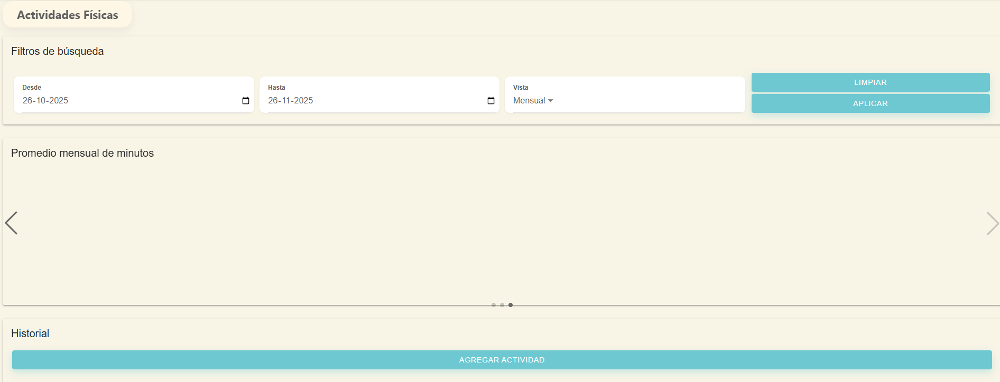 Actividades Físicas
Filtros de búsqueda
Desde
26-10-2025
Hasta
26-11-2025
Vista
Mensual
LIMPIAR
APLICAR
Promedio mensual de minutos
Historial
AGREGAR ACTIVIDAD